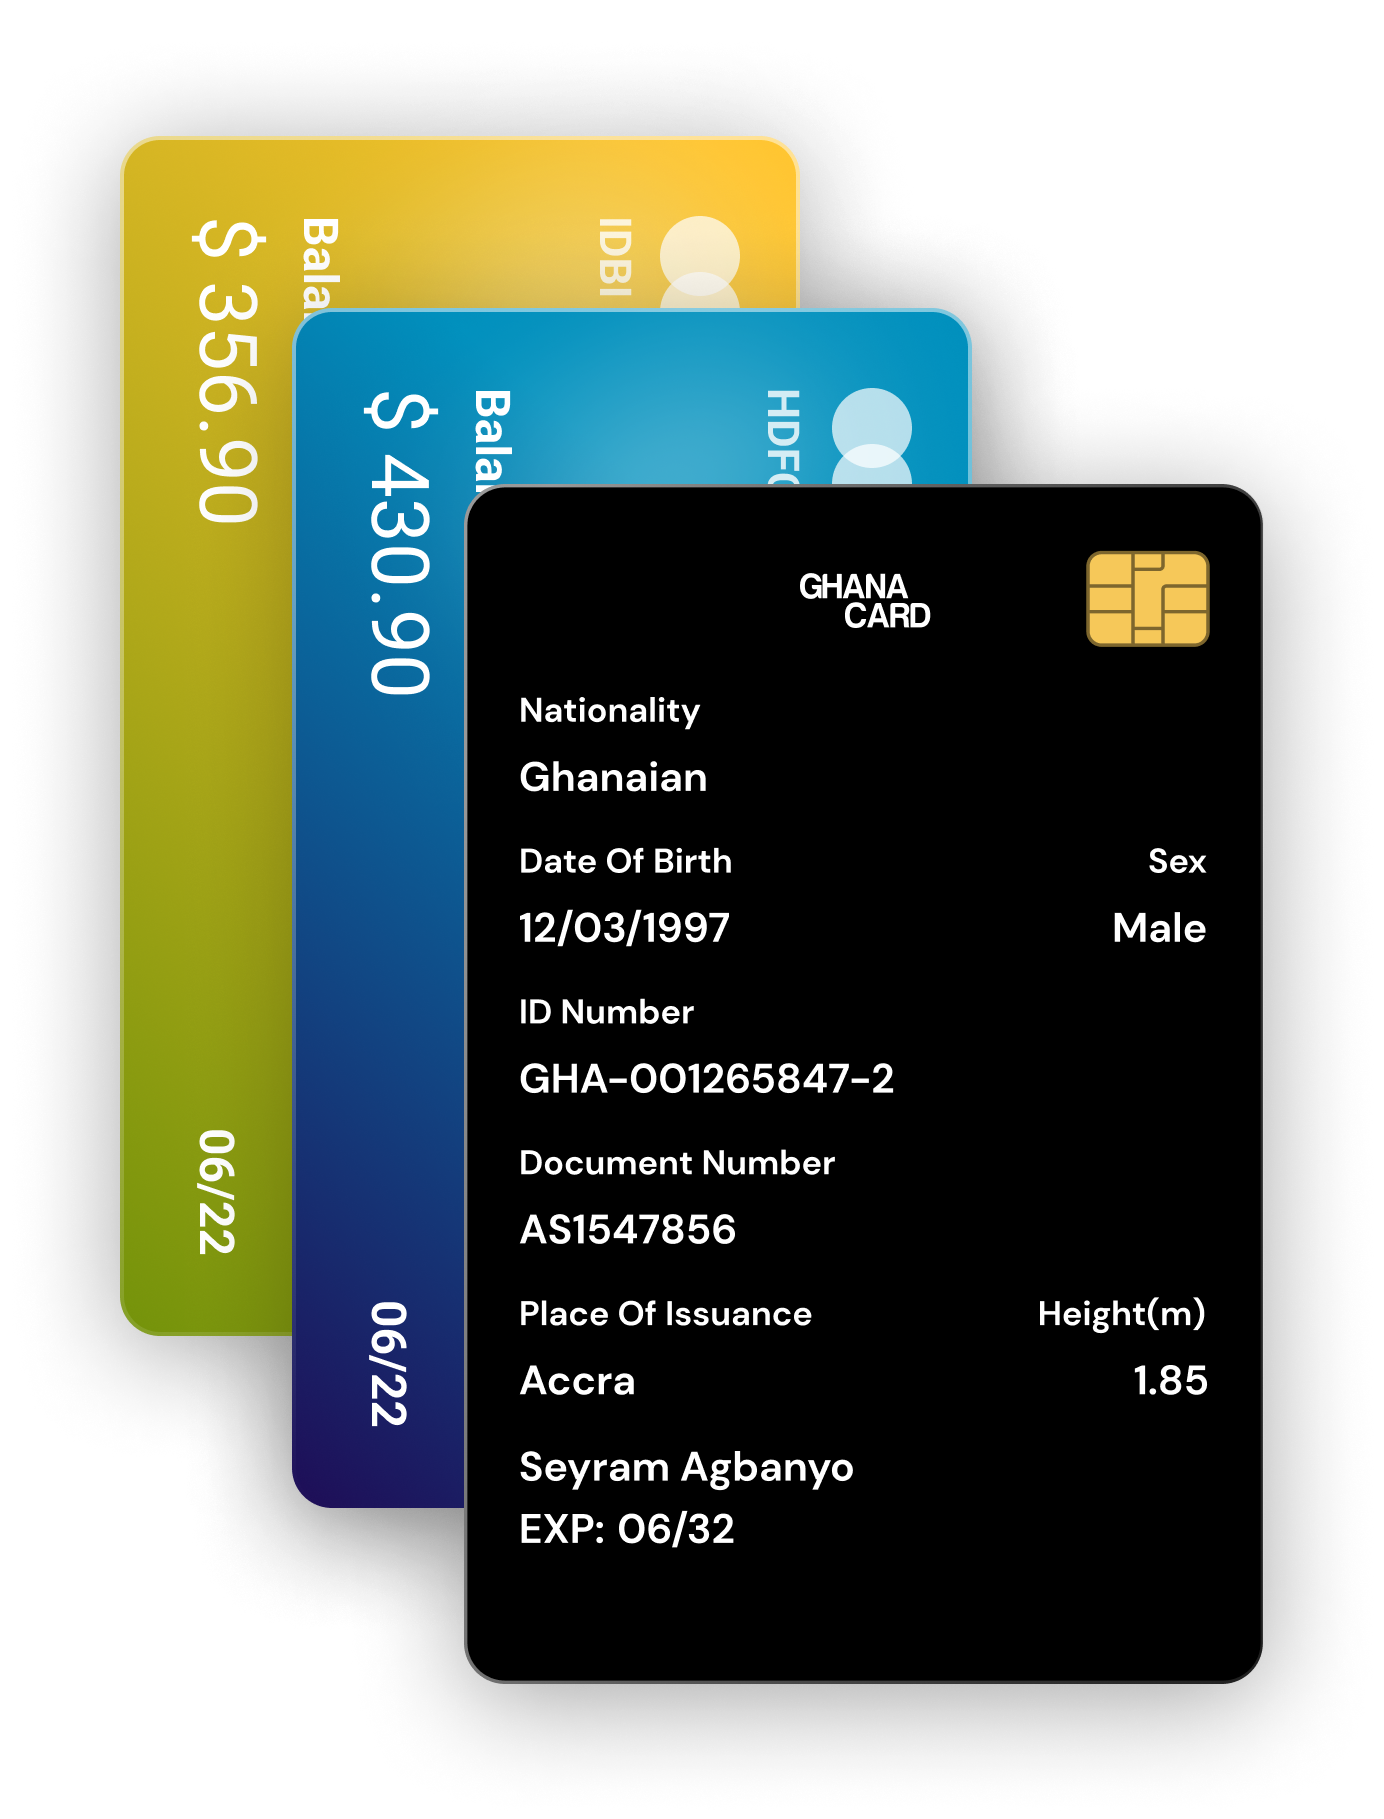 IDBI
$ 356.90
06/22
$ 430.90
06/22
GHANA
CARD
Nationality
Ghanaian
Date Of Birth
Sex
12/03/1997
Male
ID Number
GHA-001265847-2
Document Number
AS1547856
Place Of Issuance
Height(m)
Accra
1.85
Seyram Agbanyo
EXP: 06/32